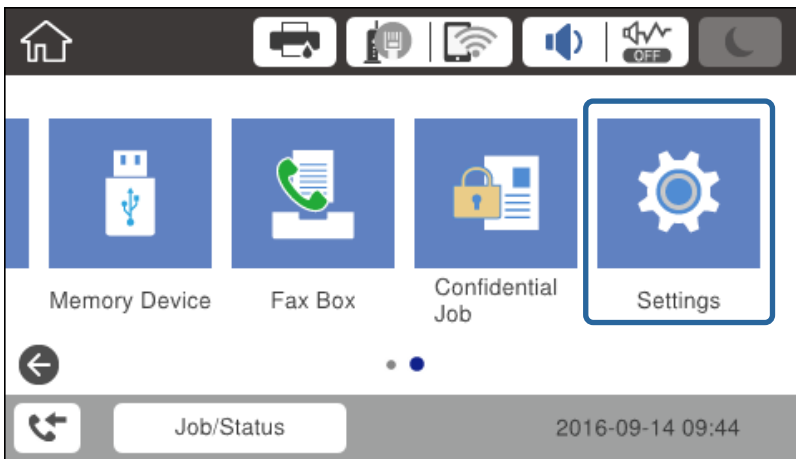 OFF
Memory Device
Fax Box
Confidential
Job
Settings
Job/Status
2016-09-14 09:44